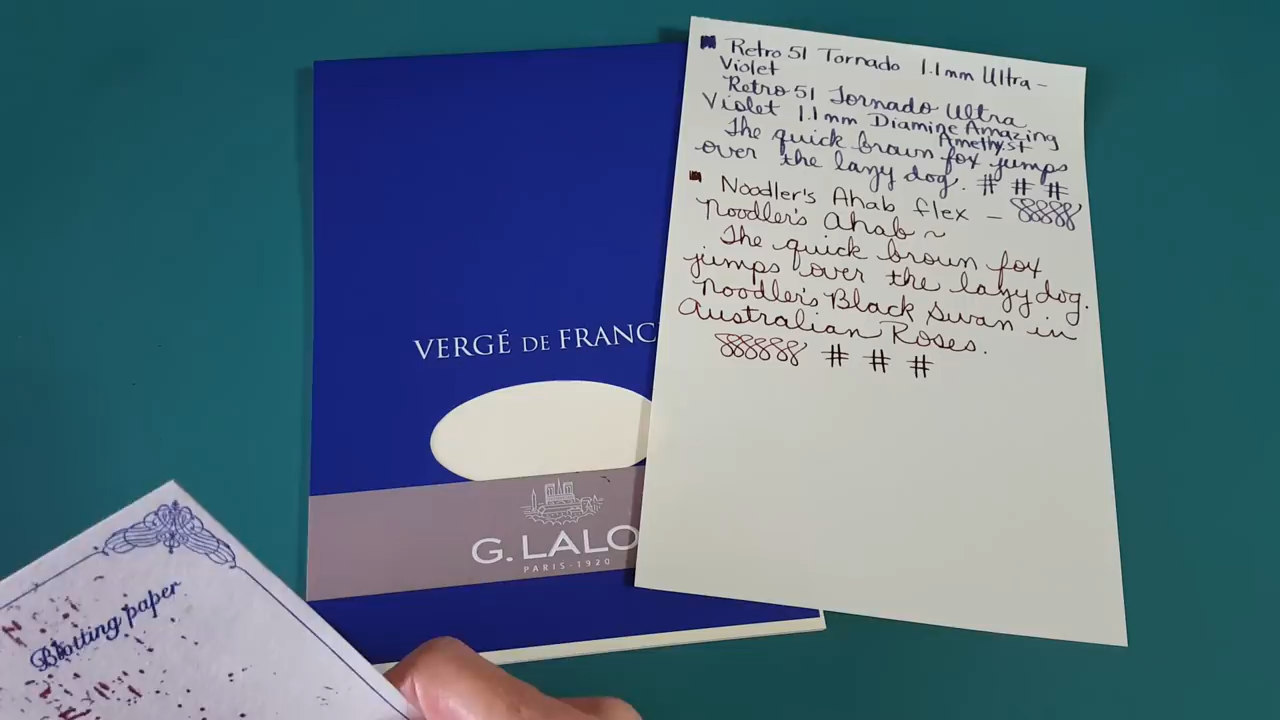 VERGÉ DE FRANC
G. LALO
PARIS-1920
Retro 51 Tornado 1.1mm Ultra-
Violet
Retro 51 Tornado Ultra
Violet 1.1mm Diamine Amazing
Amethyst
The quick brown fox jumps
over the lazy dog. # # #
Noodler's Ahab flex –
Noodler's Ahab ~
The quick brown fox
jumps over the lazy dog.
Noodler's Black Swan in
Australian Roses.
# # #
Blotting paper